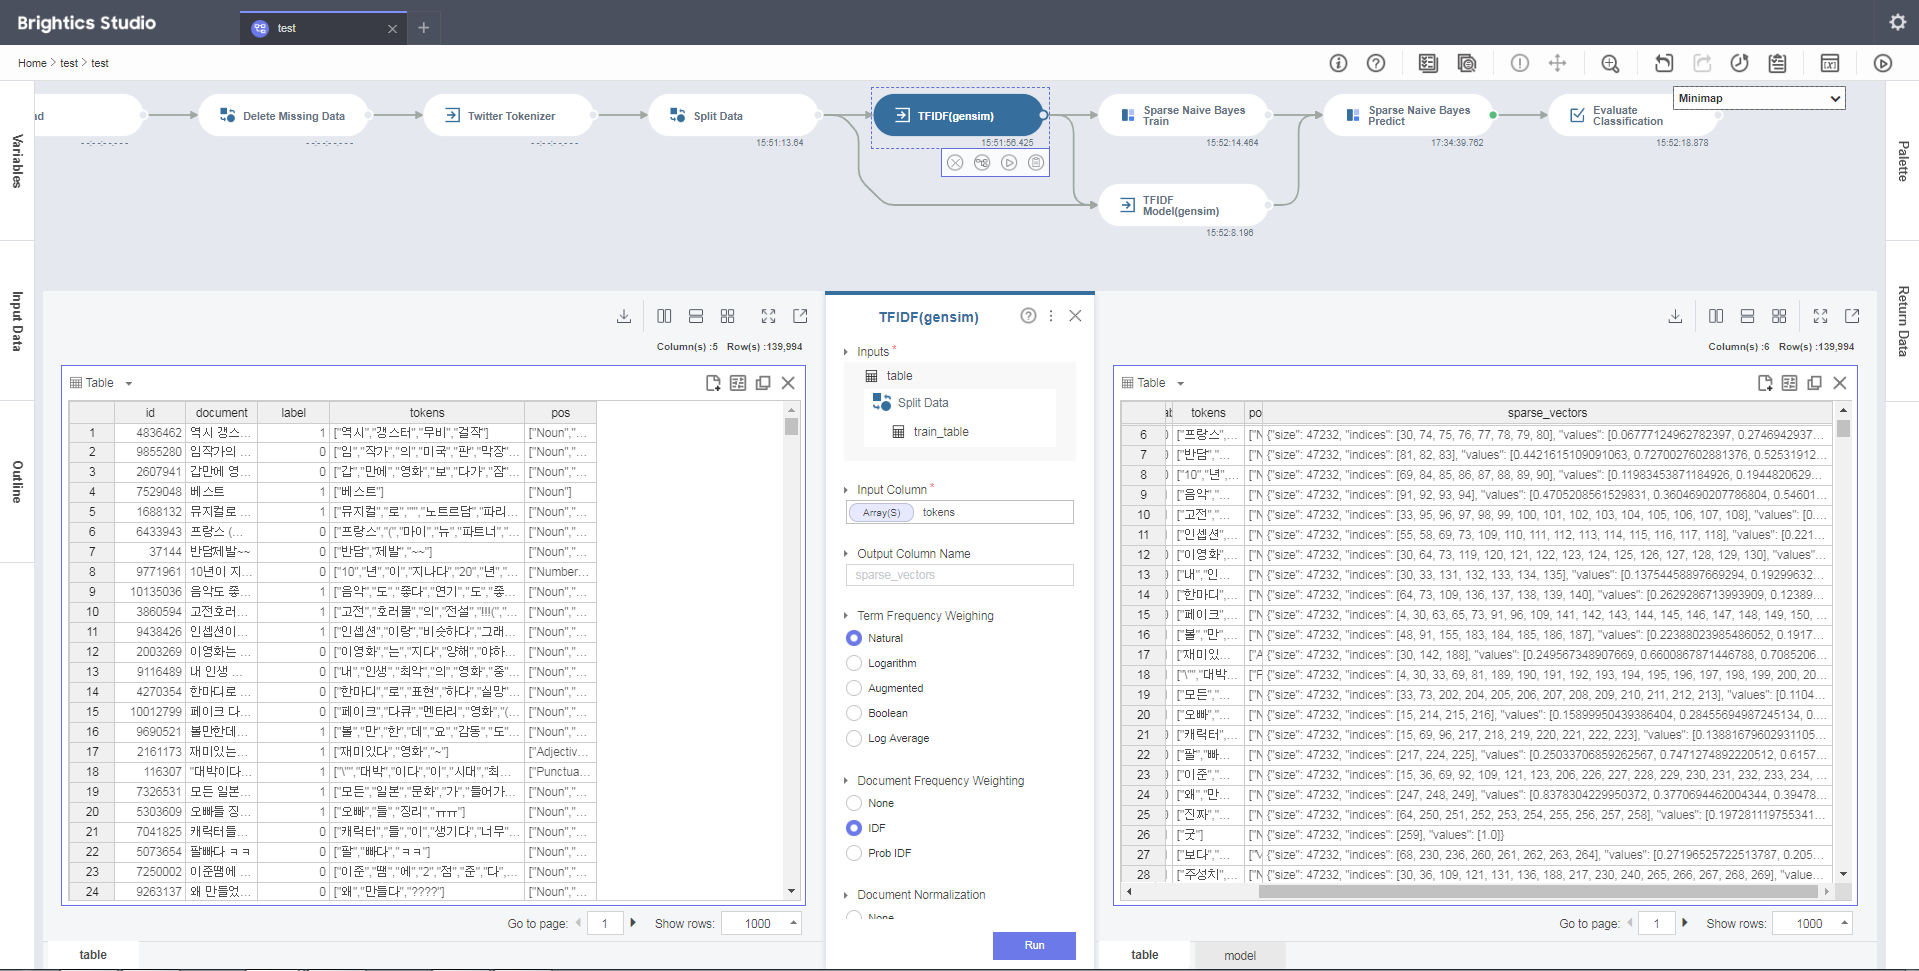 Brightics Studio
test
Home > test > test
Minimap
Variables
Input Data
Outline
Palette
Return Data
ad
Delete Missing Data
Twitter Tokenizer
Split Data
TFIDF(gensim)
Sparse Naive Bayes
Train
Sparse Naive Bayes
Predict
Evaluate
Classification
TFIDF
Model(gensim)
--:--:--.---
--:--:--.---
--:--:--.---
15:51:13.64
15:51:56.425
15:52:14.464
17:34:39.762
15:52:18.878
15:52:8.196
Column(s) :5 Row(s) :139,994
Table
id document label tokens pos
1 4836462 역시 갱스... 1 ["역시","갱스터","무비","걸작"] ["Noun","...
2 9855280 임작가의 ... 0 ["임","작가","의","미국","판","막장... ["Noun","...
3 2607941 갑만에 영... 1 ["갑","만에","영화","보","다가","잠... ["Noun","...
4 7529048 베스트 1 ["베스트"] ["Noun"]
5 1688132 뮤지컬로 ... 1 ["뮤지컬","로","'"","노트르담","파리... ["Noun","...
6 6433943 프랑스 (... 0 ["프랑스","(","마이","뉴","파트너",... ["Noun","...
7 37144 반담제발~~ 0 ["반담","제발","~~"] ["Noun","...
8 9771961 10년이 지... 0 ["10","년","이","지나다","20","년",... ["Number...
9 10135036 음악도 좋... 1 ["음악","도","좋다","연기","도","좋... ["Noun","...
10 3860594 고전호러... 1 ["고전","호러물","의","전설","!!!(",... ["Noun","...
11 9438426 인셉션이... 1 ["인셉션","이랑","비슷하다","그래... ["Noun","...
12 2003269 이영화는 ... 0 ["이영화","는","지다","양해","야하... ["Noun","...
13 9116489 내 인생 ... 0 ["내","인생","최악","의","영화","중"... ["Noun","...
14 4270354 한마디로 ... 0 ["한마디","로","표현","하다","실망"... ["Noun","...
15 10012799 페이크 다... 0 ["페이크","다큐","멘타리","영화","(... ["Noun","...
16 9690521 볼만한데... 1 ["볼","만","한","데","요","감동","도"... ["Noun","...
17 2161173 재미있는... 1 ["재미있다","영화","~"] ["Adjectiv...
18 116307 "대박이다... 1 ["\"","대박","이다","이","시대","최... ["Punctua...
19 7326531 모든 일본... 1 ["모든","일본","문화","가","들어가... ["Noun","...
20 5303609 오빠들 징... 1 ["오빠","들","징리","ㅠㅠ"] ["Noun","...
21 7041825 캐릭터들... 0 ["캐릭터","들","이","생기다","너무"... ["Noun","...
22 5073654 팔빠다 ㅋㅋ 0 ["팔","빠다","ㅋㅋ"] ["Noun","...
23 7250002 이준땜에 ... 0 ["이준","땜","에","2","점","준","다",... ["Noun","...
24 9263137 왜 만들었... 0 ["왜","만들다","????"] ["Noun","...
Go to page: 1 Show rows: 1000
table
TFIDF(gensim)
Inputs *
table
Split Data
train_table
Input Column *
Array(S) tokens
Output Column Name
sparse_vectors
Term Frequency Weighing
Natural
Logarithm
Augmented
Boolean
Log Average
Document Frequency Weighting
None
IDF
Prob IDF
Document Normalization
None
Run
Column(s) :6 Row(s) :139,994
Table
tokens po sparse_vectors
6 ["프랑스",... ["N {"size": 47232, "indices": [30, 74, 75, 76, 77, 78, 79, 80], "values": [0.06777124962782397, 0.2746942937...
7 ["반담","... ["N {"size": 47232, "indices": [81, 82, 83], "values": [0.4421615109091063, 0.7270027602881376, 0.52531912...
8 ["10","년",... ["N {"size": 47232, "indices": [69, 84, 85, 86, 87, 88, 89, 90], "values": [0.11983453871184926, 0.1944820629...
9 ["음악","... ["N {"size": 47232, "indices": [91, 92, 93, 94], "values": [0.4705208561529831, 0.3604690207786804, 0.54601...
10 ["고전",... ["N {"size": 47232, "indices": [33, 95, 96, 97, 98, 99, 100, 101, 102, 103, 104, 105, 106, 107, 108], "values": [0....
11 ["인셉션",... ["N {"size": 47232, "indices": [55, 58, 69, 73, 109, 110, 111, 112, 113, 114, 115, 116, 117, 118], "values": [0.221...
12 ["이영화",... ["N {"size": 47232, "indices": [30, 64, 73, 119, 120, 121, 122, 123, 124, 125, 126, 127, 128, 129, 130], "values"...
13 ["내","인... ["N {"size": 47232, "indices": [30, 33, 131, 132, 133, 134, 135], "values": [0.13754458897669294, 0.19299632...
14 ["한마디",... ["N {"size": 47232, "indices": [64, 73, 109, 136, 137, 138, 139, 140], "values": [0.2629286713993909, 0.12389...
15 ["페이크",... ["N {"size": 47232, "indices": [4, 30, 63, 65, 73, 91, 96, 109, 141, 142, 143, 144, 145, 146, 147, 148, 149, 150,...
16 ["볼","만",... ["N {"size": 47232, "indices": [48, 91, 155, 183, 184, 185, 186, 187], "values": [0.22388023985486052, 0.1917...
17 ["재미있... ["A {"size": 47232, "indices": [30, 142, 188], "values": [0.249567348907669, 0.6600867871446788, 0.7085206...
18 ["\"","대박... ["P {"size": 47232, "indices": [4, 30, 33, 69, 81, 189, 190, 191, 192, 193, 194, 195, 196, 197, 198, 199, 200, 20...
19 ["모든",... ["N {"size": 47232, "indices": [33, 73, 202, 204, 205, 206, 207, 208, 209, 210, 211, 212, 213], "values": [0.1104...
20 ["오빠","... ["N {"size": 47232, "indices": [15, 214, 215, 216], "values": [0.15899950439386404, 0.28455694987245134, 0....
21 ["캐릭터",... ["N {"size": 47232, "indices": [15, 69, 96, 217, 218, 219, 220, 221, 222, 223], "values": [0.13881679602931105...
22 ["팔","빠... ["N {"size": 47232, "indices": [217, 224, 225], "values": [0.25033706859262567, 0.7471274892220512, 0.6157...
23 ["이준",... ["N {"size": 47232, "indices": [15, 36, 69, 92, 109, 121, 123, 206, 226, 227, 228, 229, 230, 231, 232, 233, 234,...
24 ["왜","만... ["N {"size": 47232, "indices": [247, 248, 249], "values": [0.8378304229950372, 0.3770694462004344, 0.39478...
25 ["진짜",... ["N {"size": 47232, "indices": [64, 250, 251, 252, 253, 254, 255, 256, 257, 258], "values": [0.197281119755341...
26 ["굿"] ["N {"size": 47232, "indices": [259], "values": [1.0]}
27 ["보다","... ["V {"size": 47232, "indices": [68, 230, 236, 260, 261, 262, 263, 264], "values": [0.27196525722513787, 0.205...
28 ["주성치",... ["N {"size": 47232, "indices": [30, 36, 109, 121, 131, 136, 188, 217, 230, 240, 265, 266, 267, 268, 269], "value...
Go to page: 1 Show rows: 1000
table model